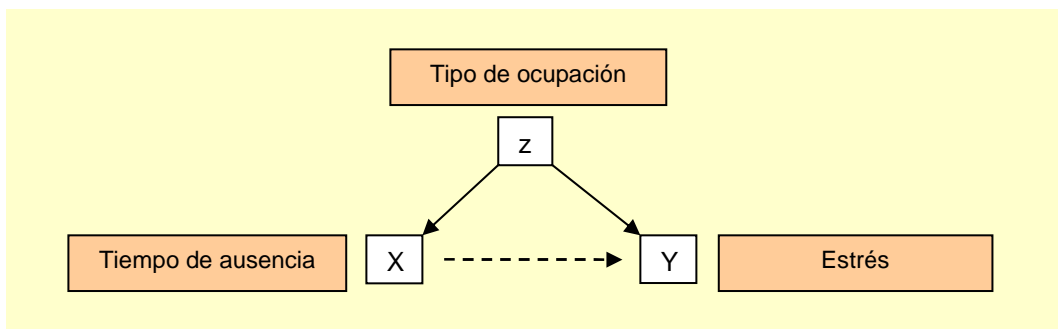 Tipo de ocupación
z
Tiempo de ausencia X Y Estrés